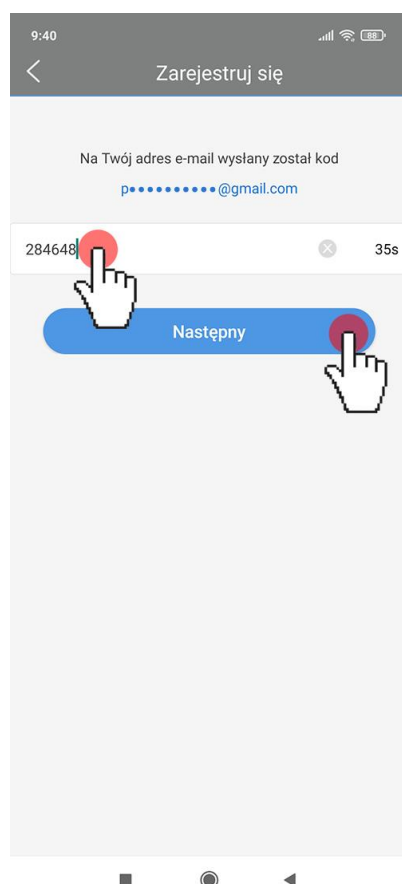 9:40
88
Zarejestruj się
Na Twój adres e-mail wysłany został kod
p●●●●●●●●●●@gmail.com
284648
35s
Następny